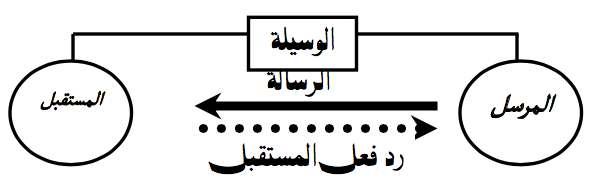 الوسيلة
الرسالة
المرسل
المستقبل
رد فعل المستقبل